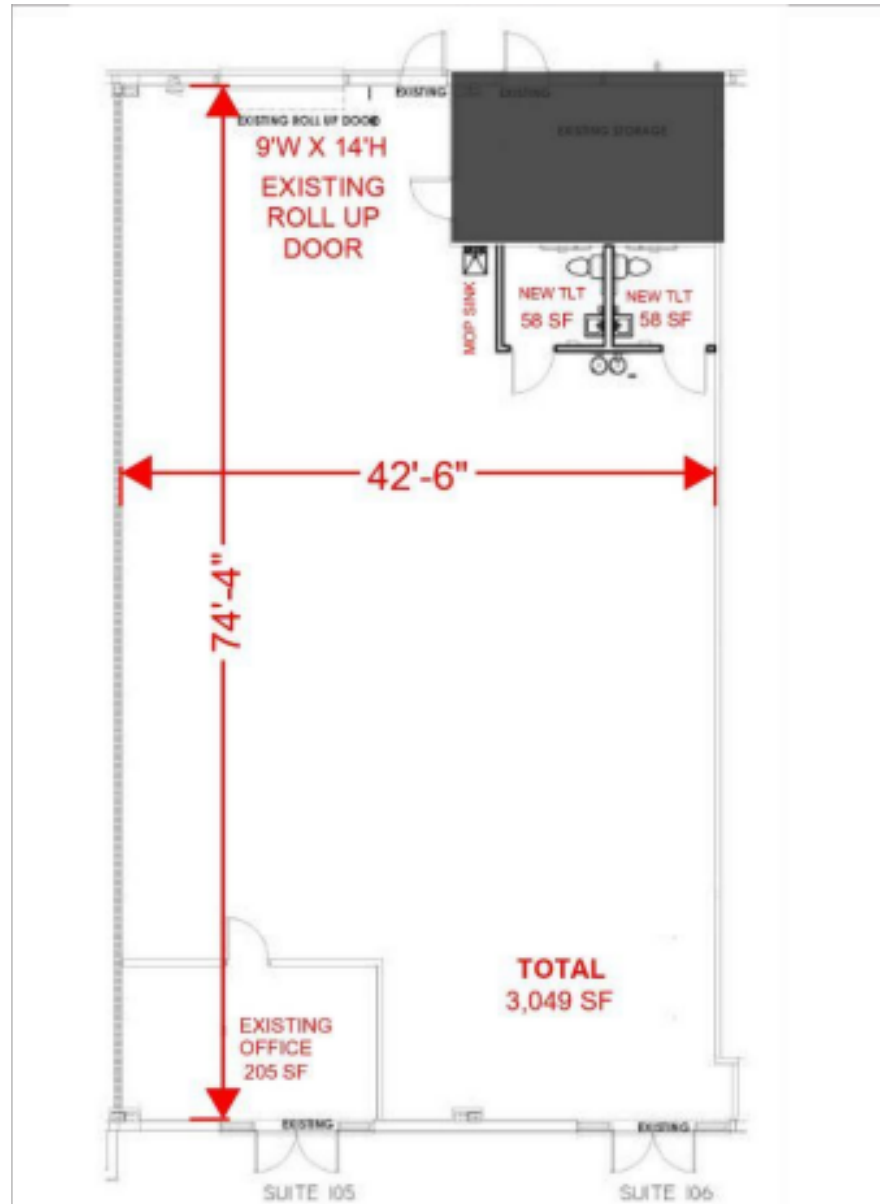 EXISTING
EXISTING
EXISTING STORAGE
EXISTING ROLL UP DOOR
9'W X 14'H
EXISTING
ROLL UP
DOOR
MOP SINK
NEW TLT
58 SF
NEW TLT
58 SF
42'-6"
74'-4"
TOTAL
3,049 SF
EXISTING
OFFICE
205 SF
EXISTING
EXISTING
SUITE 105
SUITE 106